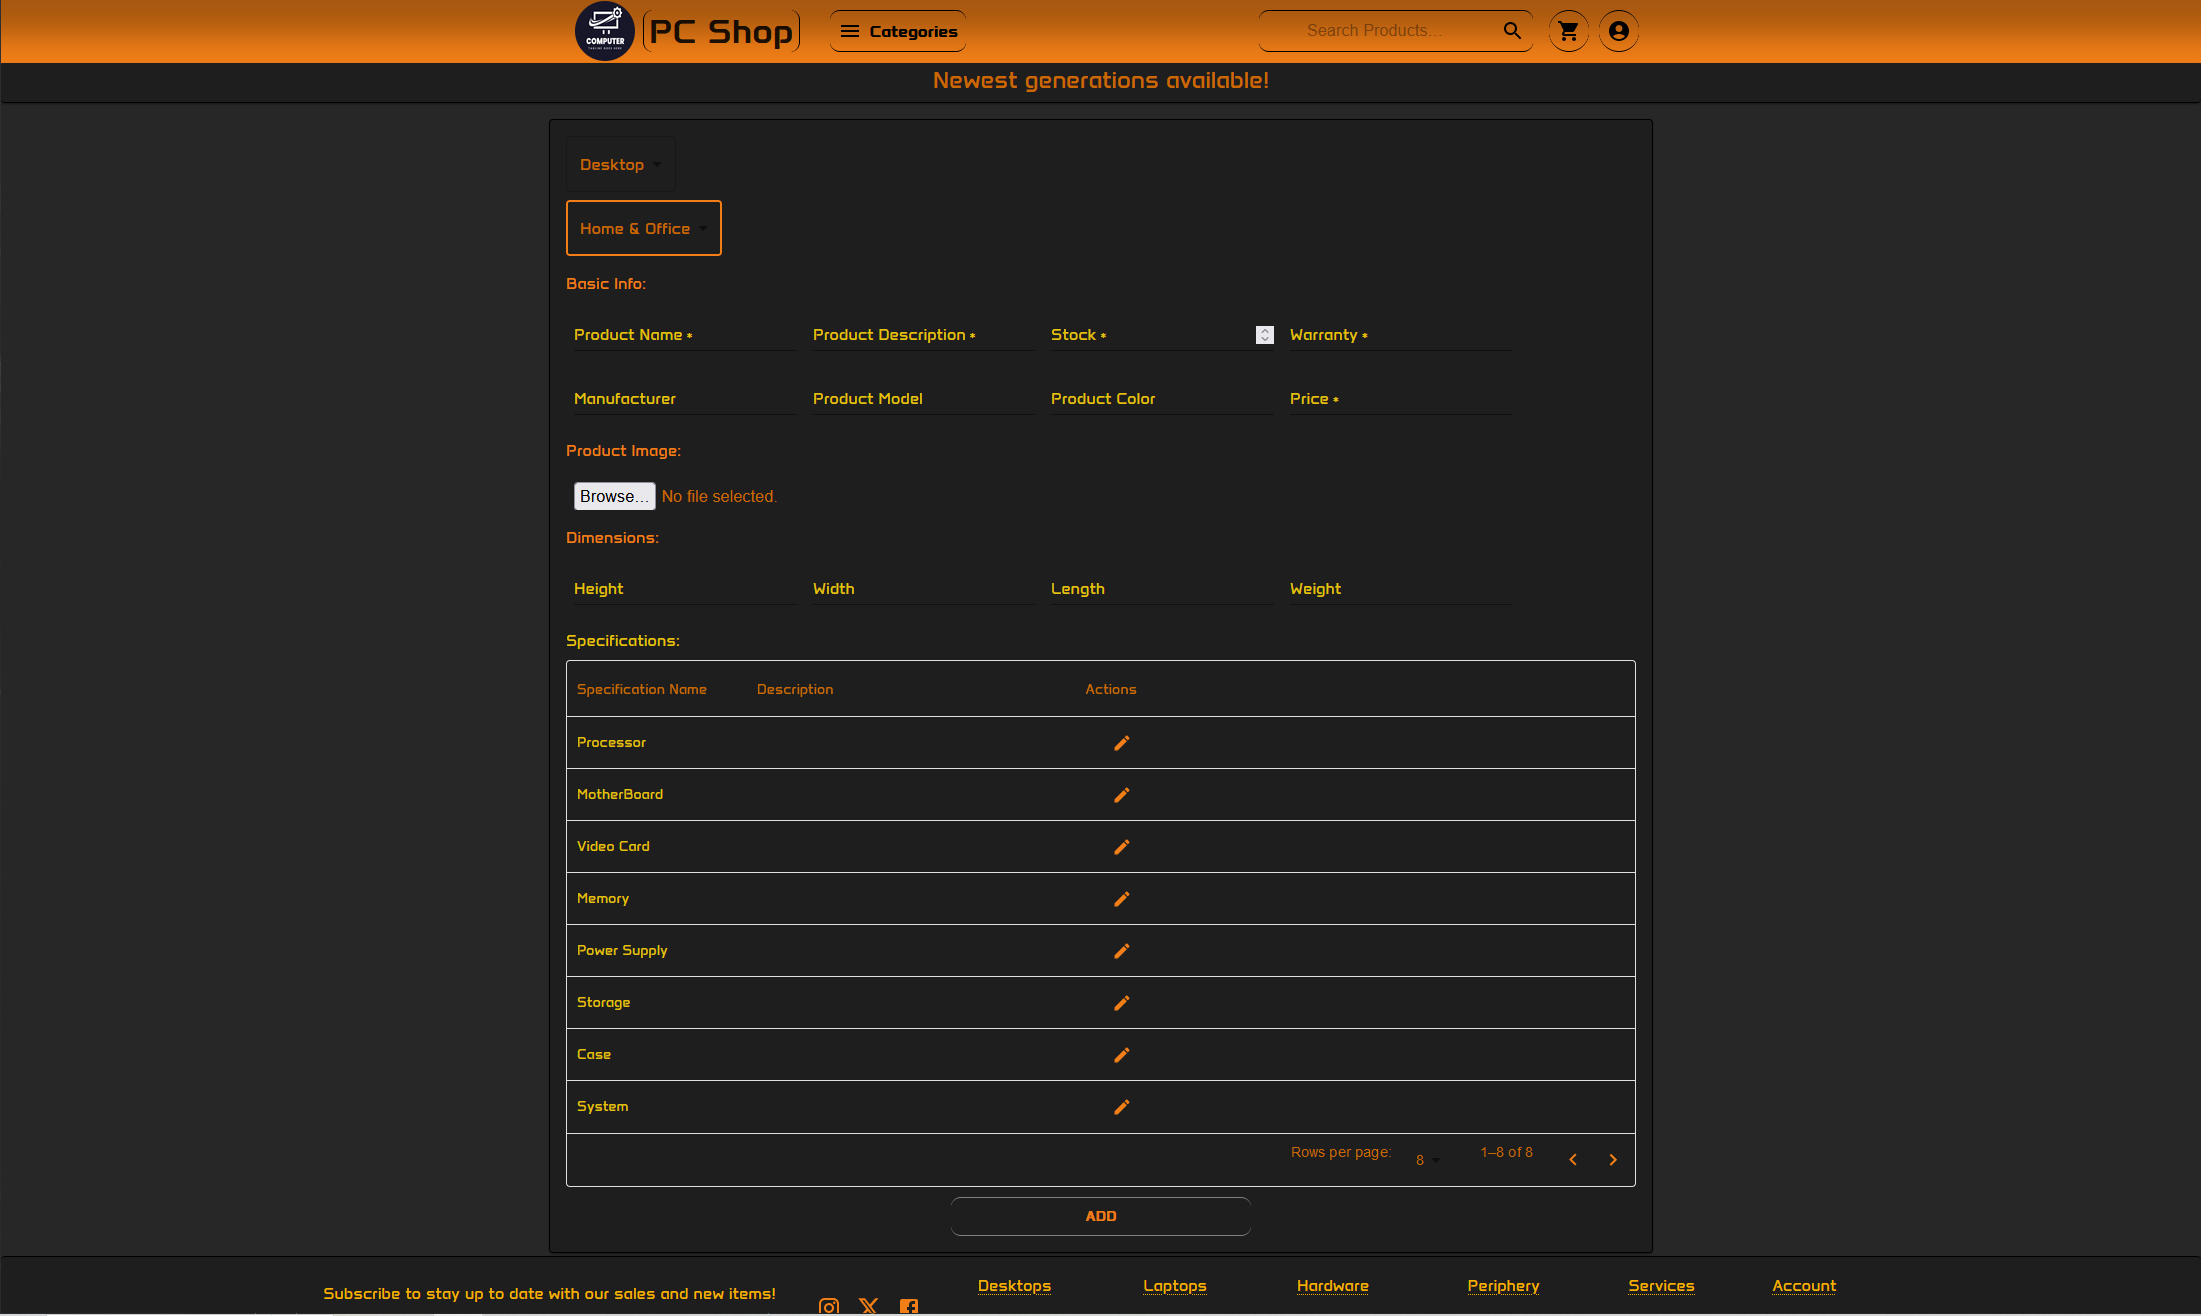 COMPUTER
PC Shop
Categories
Search Products...
Newest generations available!
Desktop
Home & Office
Basic Info:
Product Name *
Product Description *
Stock *
Warranty *
Manufacturer
Product Model
Product Color
Price *
Product Image:
Browse... No file selected.
Dimensions:
Height
Width
Length
Weight
Specifications:
Specification Name
Description
Actions
Processor
MotherBoard
Video Card
Memory
Power Supply
Storage
Case
System
Rows per page:
8
1–8 of 8
ADD
Subscribe to stay up to date with our sales and new items!
Desktops
Laptops
Hardware
Periphery
Services
Account